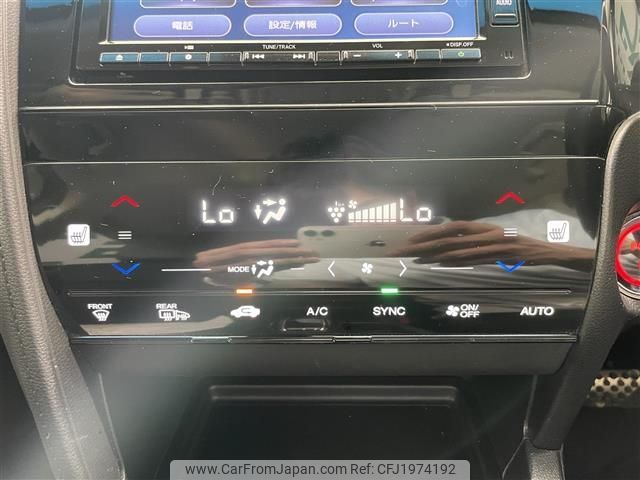 電話
設定/情報
ルート
AUDIO
TUNE/TRACK
VOL
DISP.OFF
Lo
Lo
MODE
FRONT
REAR
A/C
SYNC
ON/
OFF
AUTO
www.CarFromJapan.com - CFJ1974192